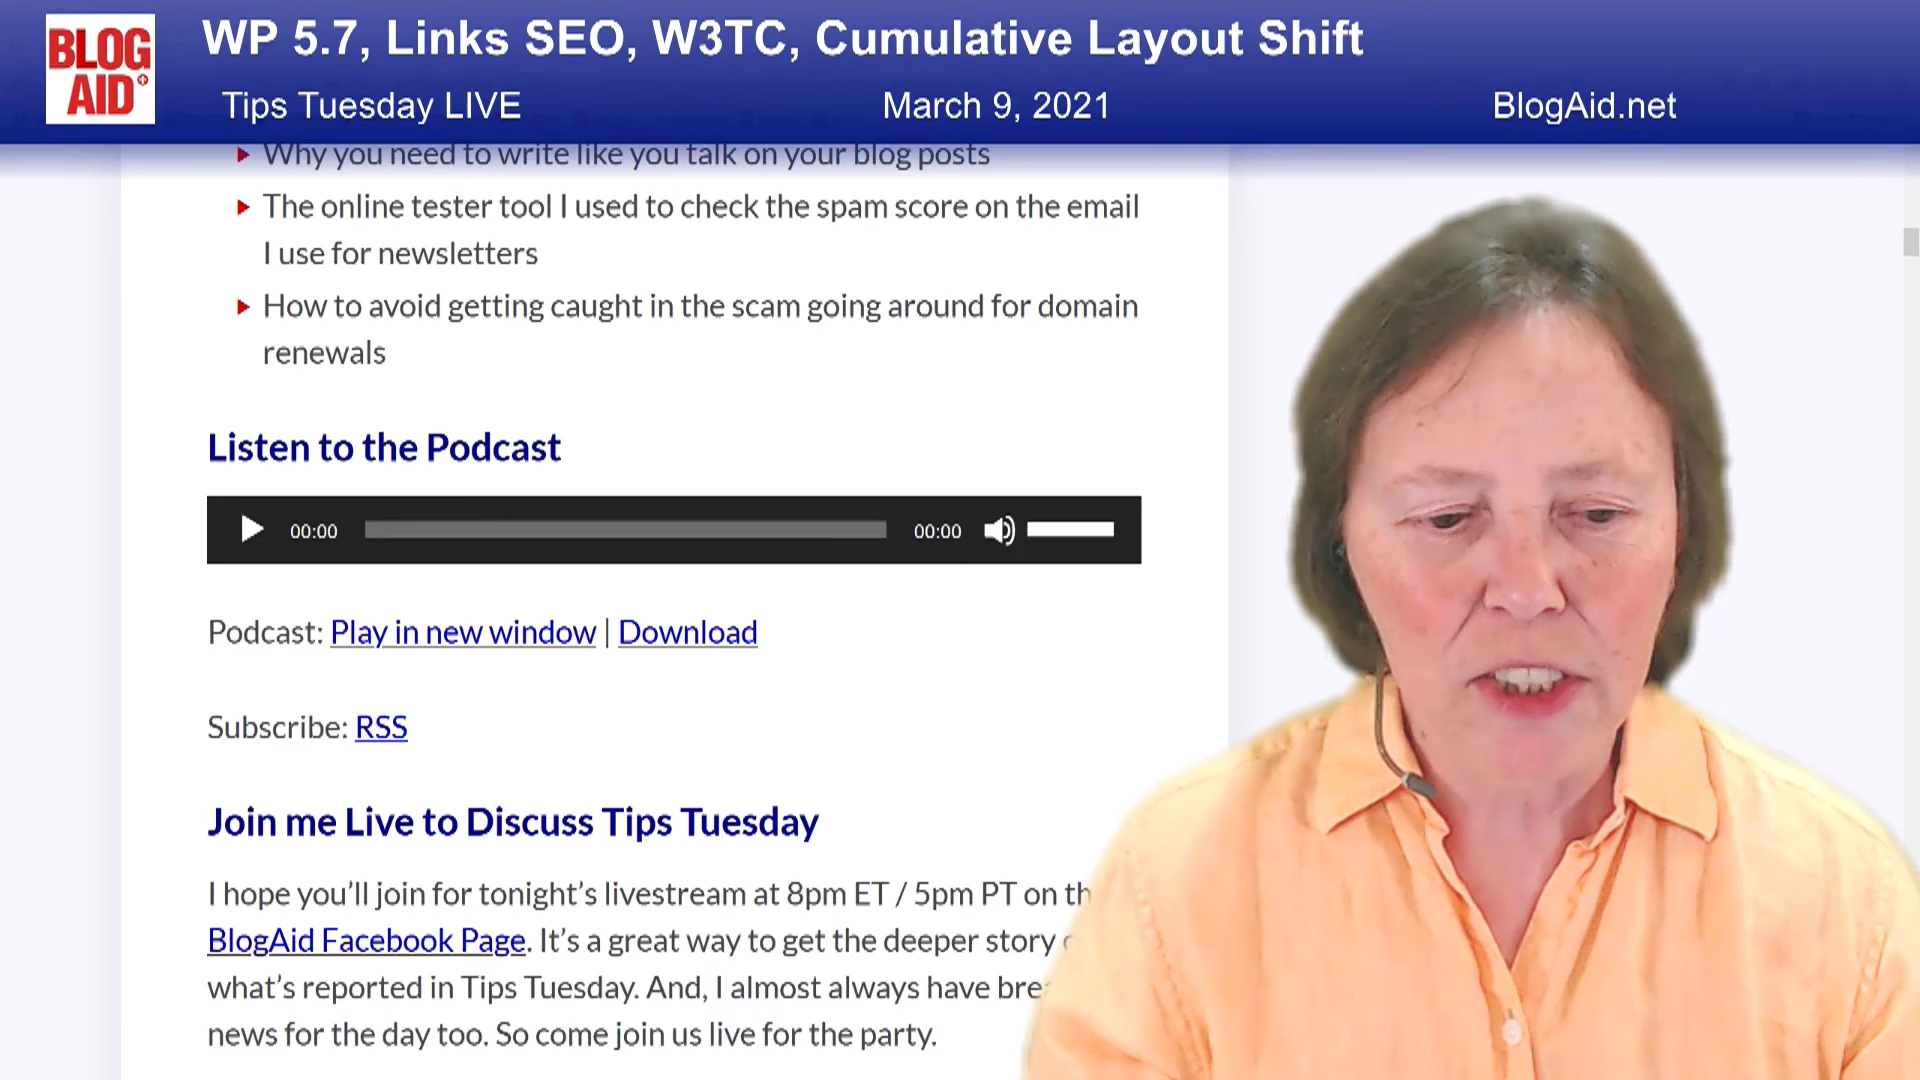 BLOG
AID
WP 5.7, Links SEO, W3TC, Cumulative Layout Shift
Tips Tuesday LIVE
March 9, 2021
BlogAid.net
Why you need to write like you talk on your blog posts
The online tester tool I used to check the spam score on the email
I use for newsletters
How to avoid getting caught in the scam going around for domain
renewals
Listen to the Podcast
00:00
00:00
Podcast: Play in new window | Download
Subscribe: RSS
Join me Live to Discuss Tips Tuesday
I hope you’ll join for tonight’s livestream at 8pm ET / 5pm PT on th
BlogAid Facebook Page. It’s a great way to get the deeper story
what’s reported in Tips Tuesday. And, I almost always have brea
news for the day too. So come join us live for the party.